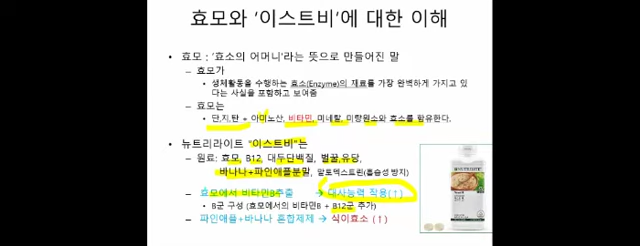 효모와 '이스트비'에 대한 이해
• 효모 : '효소의 어머니'라는 뜻으로 만들어진 말
– 효모가
• 생체활동을 수행하는 효소(Enzyme)의 재료를 가장 완벽하게 가지고 있
다는 사실을 포함하고 보여줌
– 효모는
• 단,지,탄 + 아미노산, 비타민, 미네랄, 미량원소와 효소를 함유한다.
• 뉴트리라이트 "이스트비"는
– 원료: 효모, B12, 대두단백질, 벌꿀,유당,
바나나+파인애플분말, 말토덱스트린(흡습성 방지)
– 효모에서 비타민B추출 → 대사능력 작용(↑)
• B군 구성 (효모에서의 비타민B + B12군 추가)
– 파인애플+바나나 혼합제제 → 식이효소 (↑)